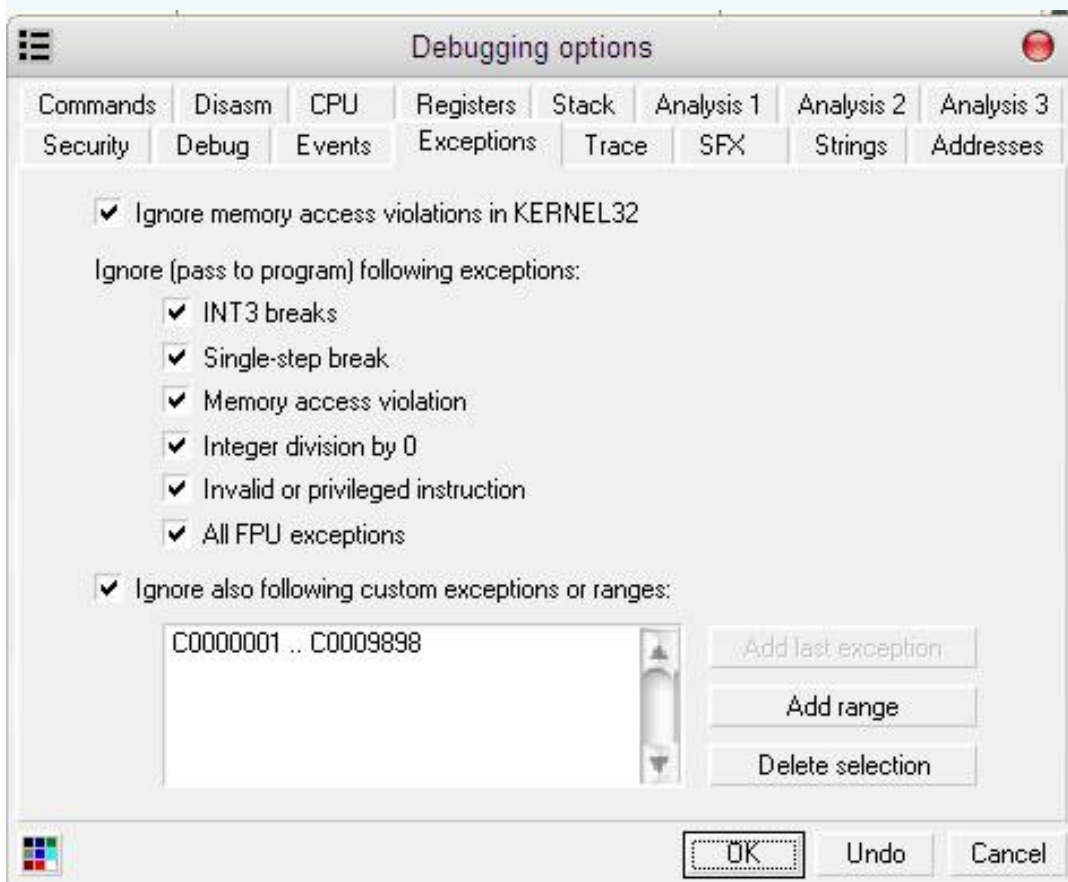 Debugging options
Commands Disasm CPU Registers Stack Analysis 1 Analysis 2 Analysis 3
Security Debug Events Exceptions Trace SFX Strings Addresses
Ignore memory access violations in KERNEL32
Ignore (pass to program) following exceptions:
INT3 breaks
Single-step break
Memory access violation
Integer division by 0
Invalid or privileged instruction
All FPU exceptions
Ignore also following custom exceptions or ranges:
C0000001 .. C0009898
Add last exception
Add range
Delete selection
OK Undo Cancel